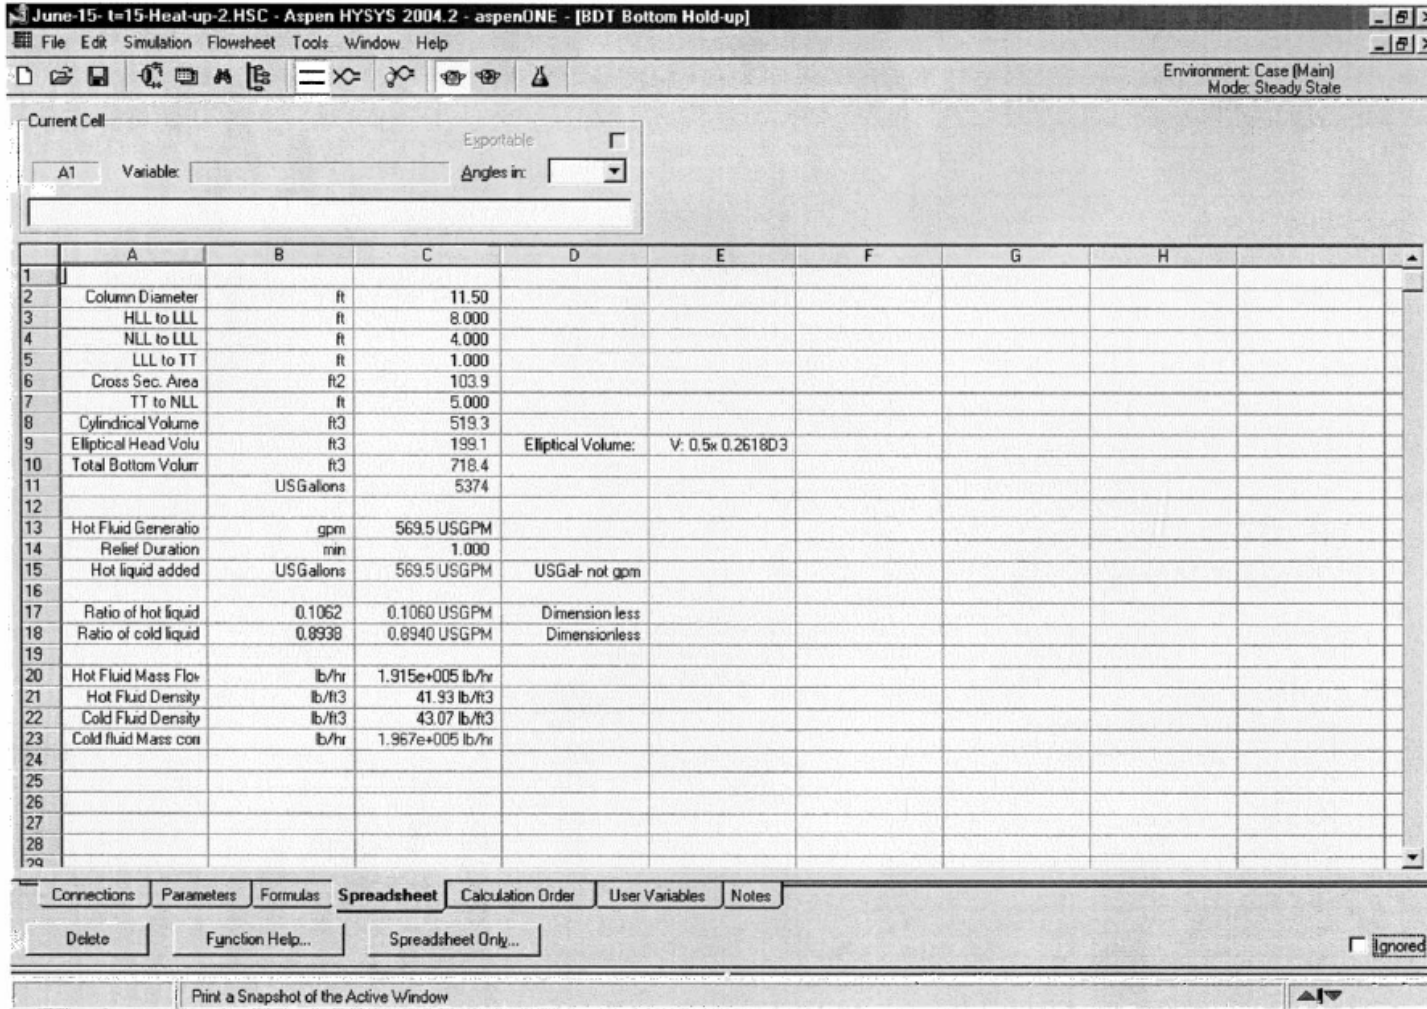 June-15- t=15-Heat-up-2.HSC - Aspen HYSYS 2004.2 - aspenONE - [BDT Bottom Hold-up]
File Edit Simulation Flowsheet Tools Window Help
Environment: Case (Main)
Mode: Steady State
Current Cell
Exportable
A1 Variable: Angles in:
A B C D E F G H
1
2 Column Diameter ft 11.50
3 HLL to LLL ft 8.000
4 NLL to LLL ft 4.000
5 LLL to TT ft 1.000
6 Cross Sec. Area ft2 103.9
7 TT to NLL ft 5.000
8 Cylindrical Volume ft3 519.3
9 Elliptical Head Volu ft3 199.1 Elliptical Volume: V: 0.5x 0.2618D3
10 Total Bottom Volum ft3 718.4
11 USGallons 5374
12
13 Hot Fluid Generatio gpm 569.5 USGPM
14 Relief Duration min 1.000
15 Hot liquid added USGallons 569.5 USGPM USGal- not gpm
16
17 Ratio of hot liquid 0.1062 0.1060 USGPM Dimension less
18 Ratio of cold liquid 0.8938 0.8940 USGPM Dimensionless
19
20 Hot Fluid Mass Flov lb/hr 1.915e+005 lb/hr
21 Hot Fluid Density lb/ft3 41.93 lb/ft3
22 Cold Fluid Density lb/ft3 43.07 lb/ft3
23 Cold fluid Mass con lb/hr 1.967e+005 lb/hr
24
25
26
27
28
29
Connections Parameters Formulas Spreadsheet Calculation Order User Variables Notes
Delete Function Help... Spreadsheet Only... Ignored
Print a Snapshot of the Active Window